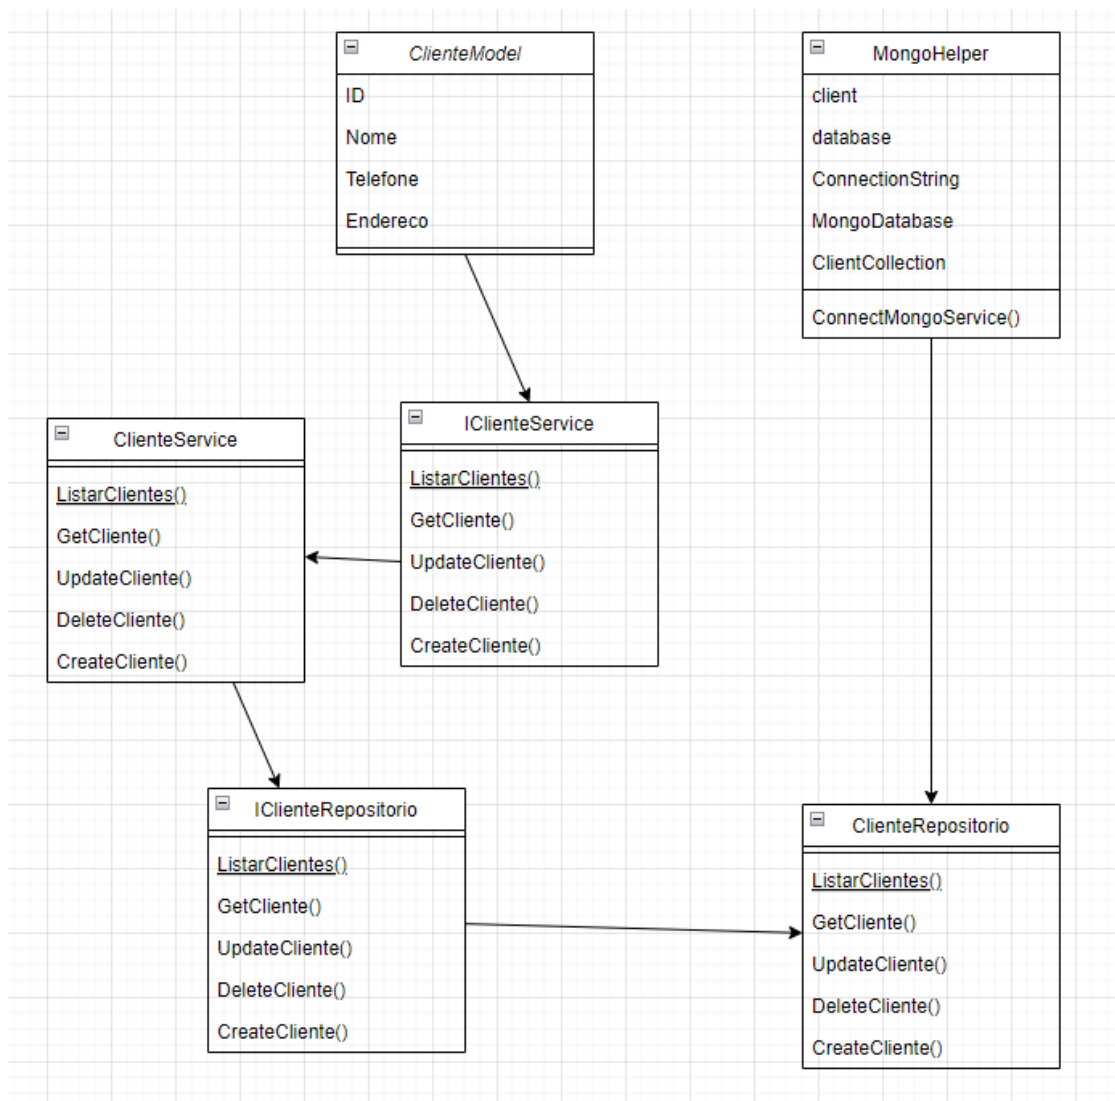 ClienteModel
ID
Nome
Telefone
Endereco
MongoHelper
client
database
ConnectionString
MongoDatabase
ClientCollection
ConnectMongoService()
ClienteService
ListarClientes()
GetCliente()
UpdateCliente()
DeleteCliente()
CreateCliente()
IClienteService
ListarClientes()
GetCliente()
UpdateCliente()
DeleteCliente()
CreateCliente()
IClienteRepositorio
ListarClientes()
GetCliente()
UpdateCliente()
DeleteCliente()
CreateCliente()
ClienteRepositorio
ListarClientes()
GetCliente()
UpdateCliente()
DeleteCliente()
CreateCliente()